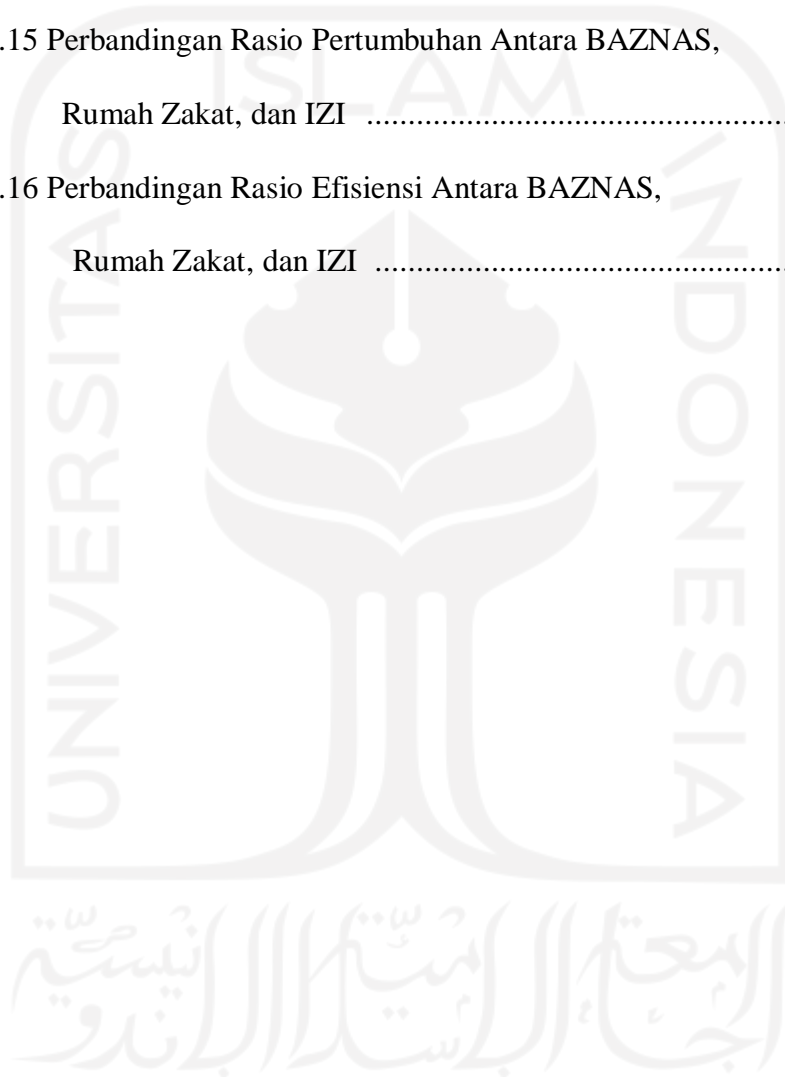 .15 Perbandingan Rasio Pertumbuhan Antara BAZNAS,
Rumah Zakat, dan IZI ..................................................
.16 Perbandingan Rasio Efisiensi Antara BAZNAS,
Rumah Zakat, dan IZI .................................................
ISLAM
UNIVERSITAS
INDONESIA